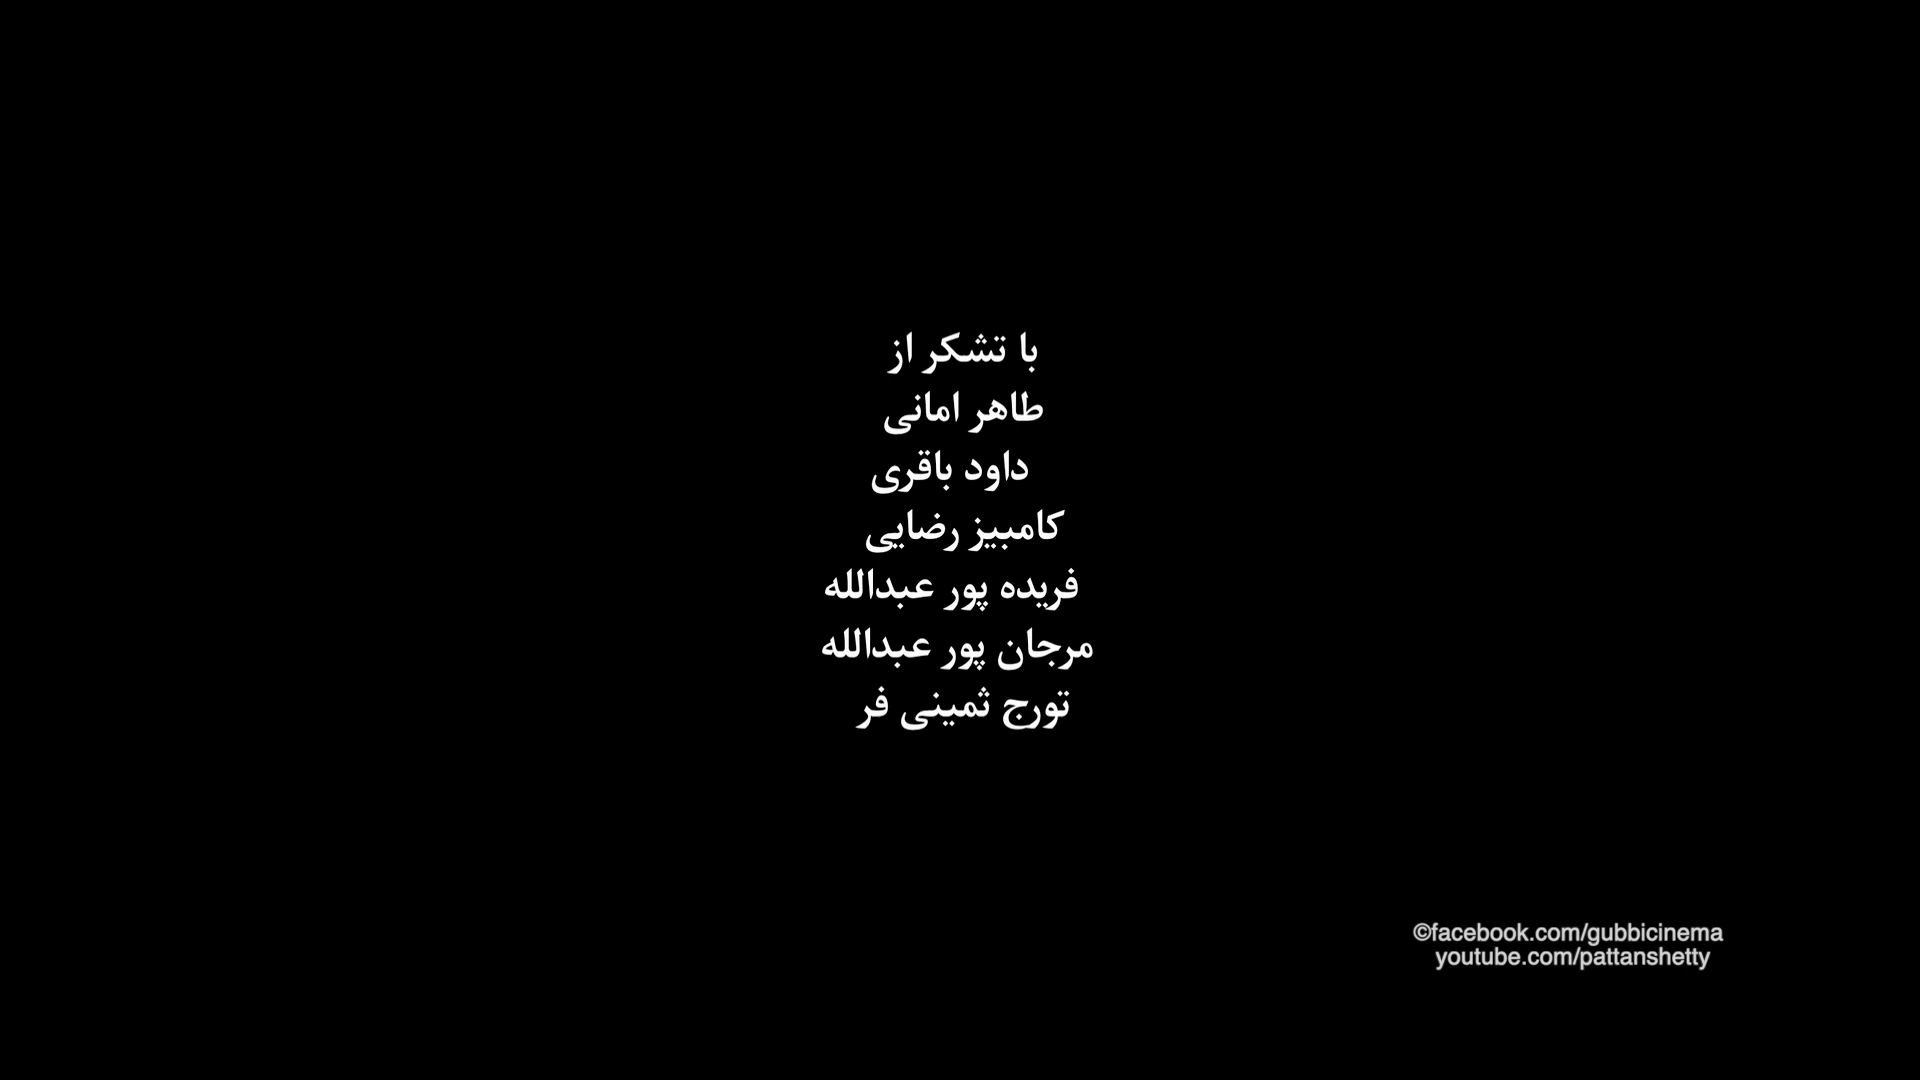 با تشکر از
طاهر امانی
داود باقری
کامبیز رضایی
فریده پور عبدالله
مرجان پور عبدالله
تورج ثمینی فر
©facebook.com/gubbicinema
youtube.com/pattanshetty